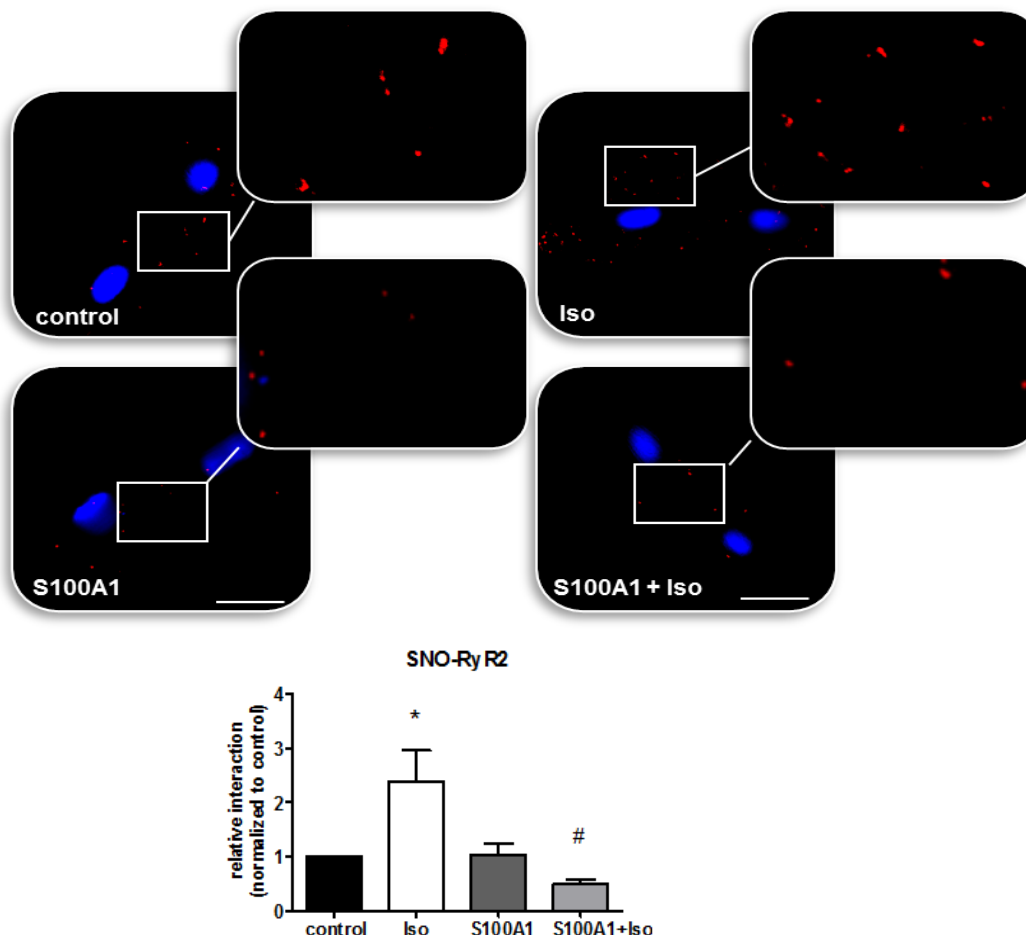 control
Iso
S100A1
S100A1 + Iso
SNO-RyR2
relative interaction
(normalized to control)
4
*
3
2
#
1
0
control
Iso
S100A1
S100A1+Iso